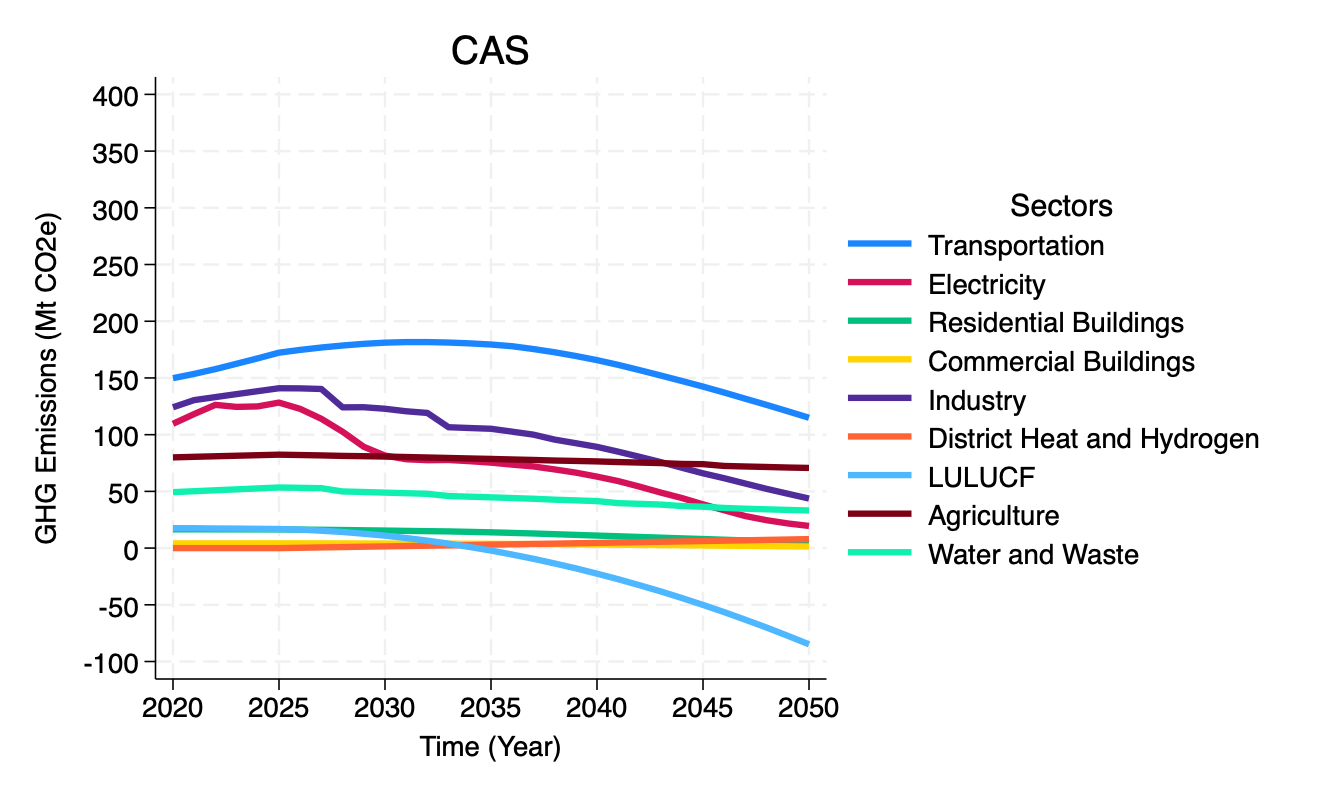 CAS
GHG Emissions (Mt CO2e)
400
350
300
250
200
150
100
50
0
-50
-100
2020 2025 2030 2035 2040 2045 2050
Time (Year)
Sectors
Transportation
Electricity
Residential Buildings
Commercial Buildings
Industry
District Heat and Hydrogen
LULUCF
Agriculture
Water and Waste